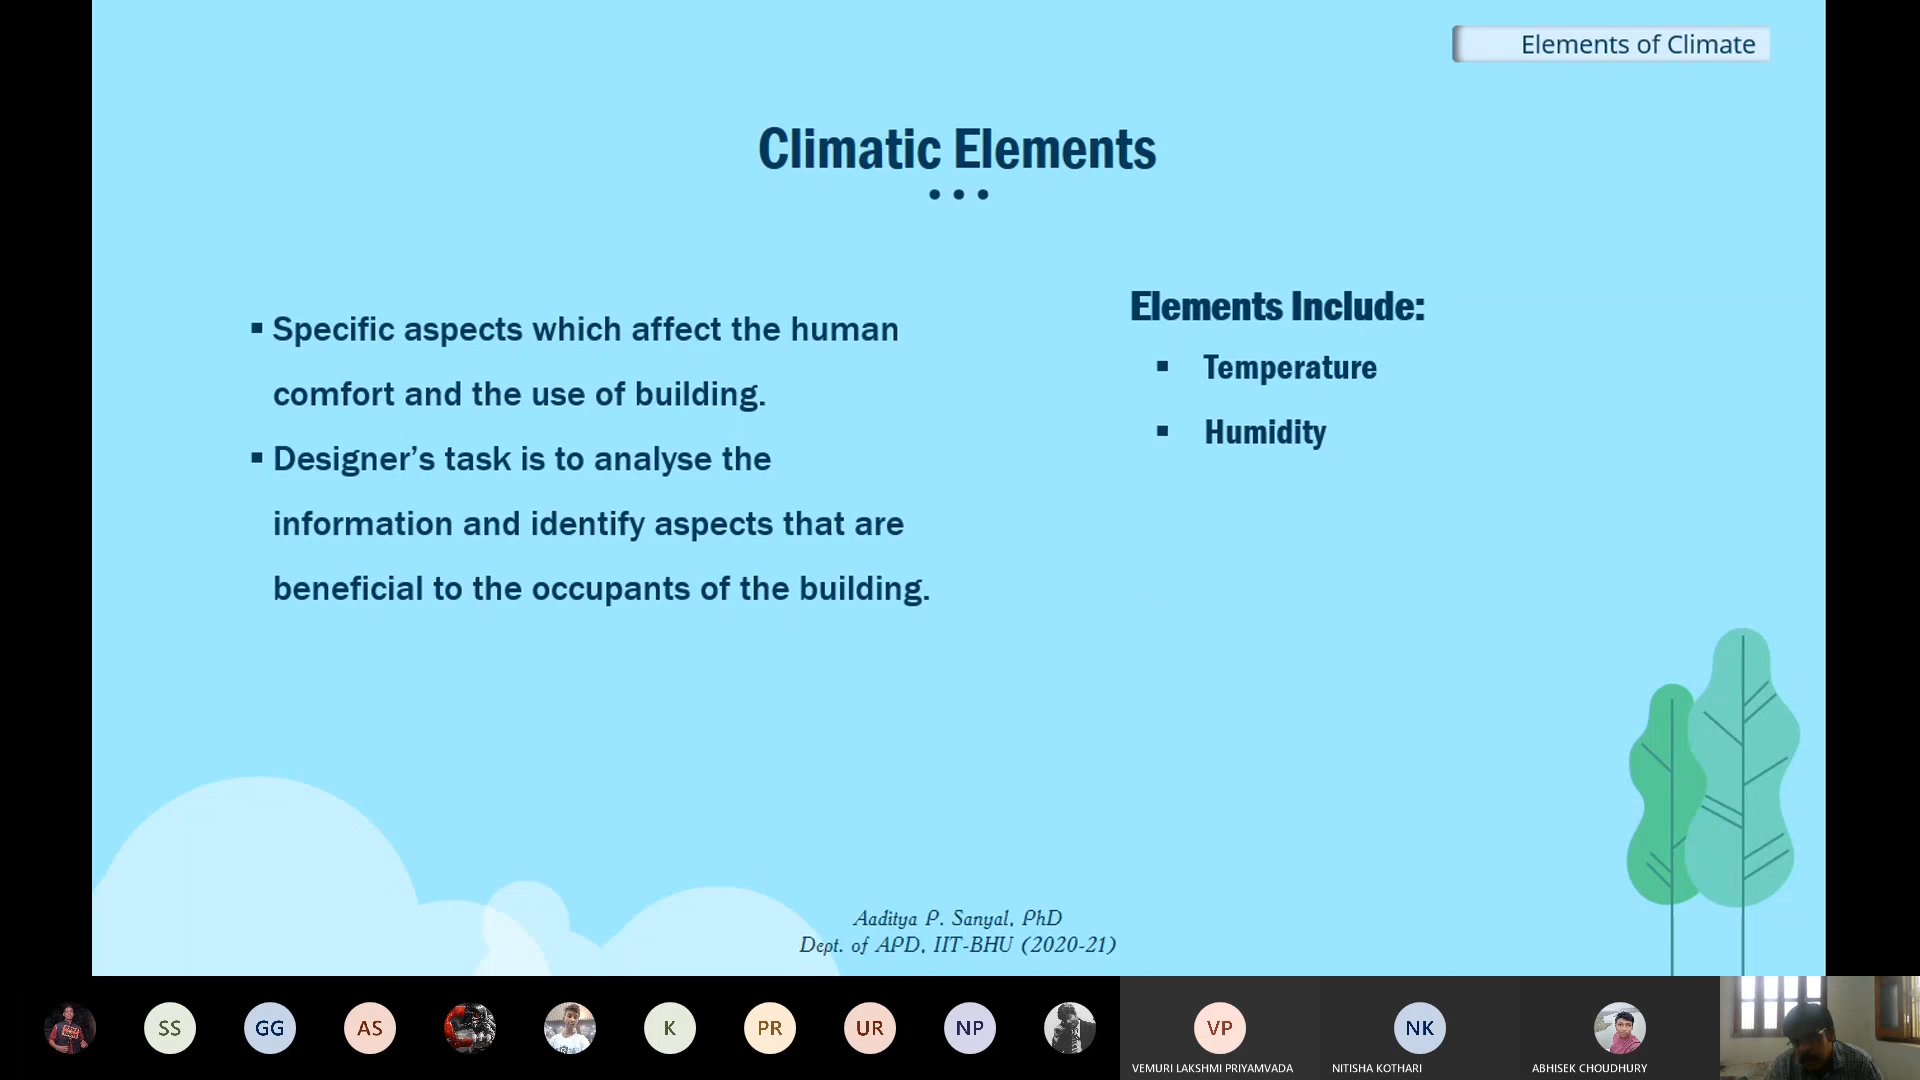 Elements of Climate
Climatic Elements
▪ Specific aspects which affect the human
comfort and the use of building.
▪ Designer’s task is to analyse the
information and identify aspects that are
beneficial to the occupants of the building.
Elements Include:
▪ Temperature
▪ Humidity
Aaditya P. Sanyal, PhD
Dept. of APD, IIT-BHU (2020-21)
SS GG AS K PR UR NP VP NK
VEMURI LAKSHMI PRIYAMVADA NITISHA KOTHARI ABHISEK CHOUDHURY